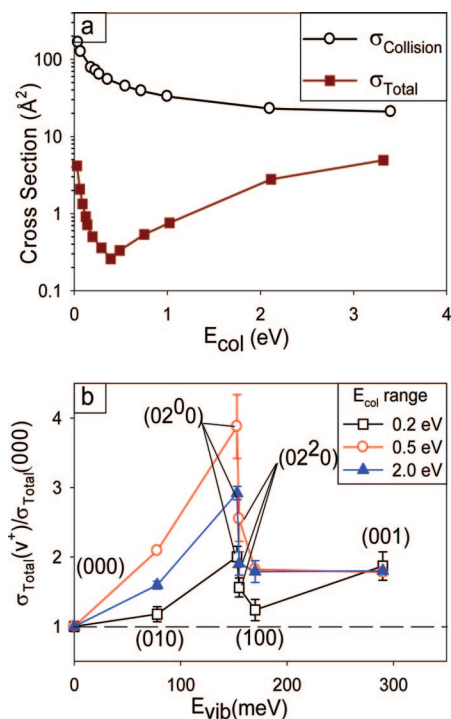 a
σCollision
σTotal
Cross Section (Å²)
100
10
1
0.1
0 1 2 3 4
Ecol (eV)
b
Ecol range
0.2 eV
0.5 eV
2.0 eV
σTotal(v⁺)/σTotal(000)
4
3
2
1
(02⁰0)
(02²0)
(001)
(000)
(010)
(100)
0 100 200 300
Evib(meV)